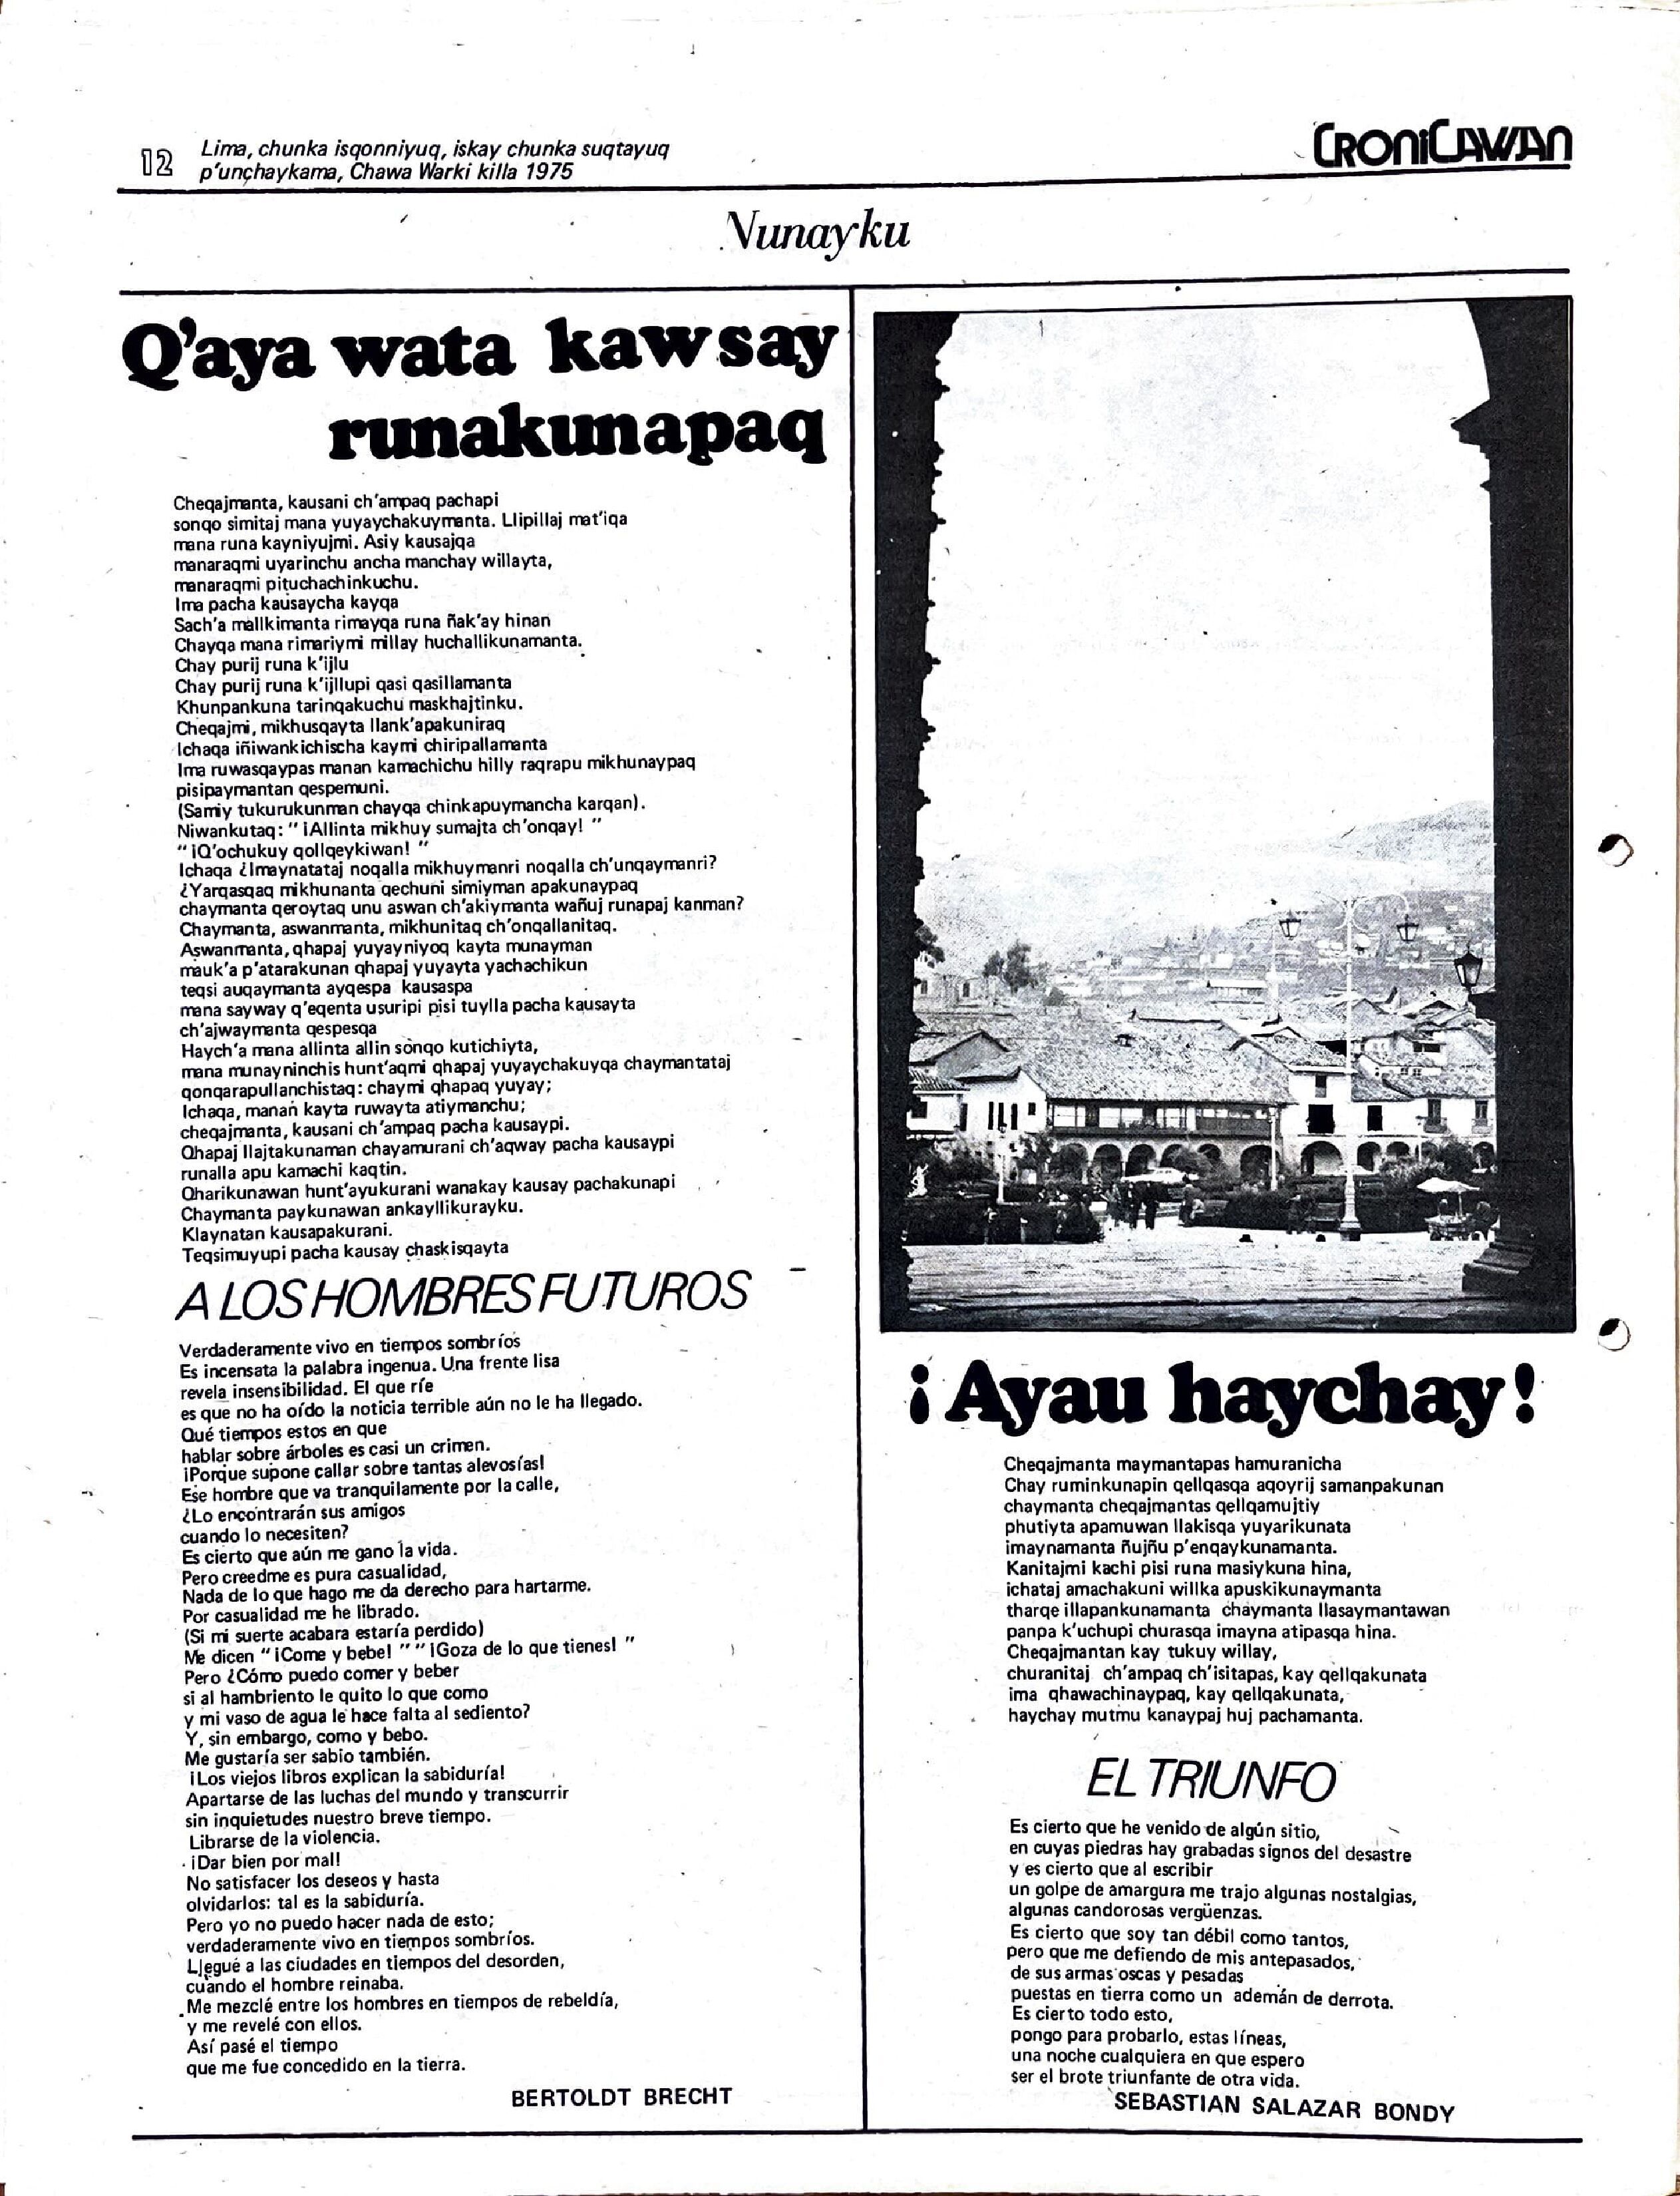 12
Lima, chunka isqonniyuq, iskay chunka suqtayuq
p'unchaykama, Chawa Warki killa 1975
CRONICAWAN
Nunayku
Q'aya wata kawsay
runakunapaq
Cheqajmanta, kausani ch'ampaq pachapi
sonqo simitaj mana yuyaychakuymanta. Llipillaj mat'iqa
mana runa kayniyujmi. Asiy kausajqa
manaraqmi uyarinchu ancha manchay willayta,
manaraqmi pituchachinkuchu.
Ima pacha kausaycha kayqa
Sach'a mallkimanta rimayqa runa ñak'ay hinan
Chayqa mana rimariymi millay huchallikunamanta.
Chay purij runa k'ijlu
Chay purij runa k'ijllupi qasi qasillamanta
Khunpankuna tarinqakuchu maskhajtinku.
Cheqajmi, mikhusqayta llank'apakuniraq
Ichaqa iñiwankichischa kaymi chiripallamanta
Ima ruwasqaypas manan kamachichu hilly raqrapu mikhunaypaq
pisipaymantan qespemuni.
(Samiy tukurukunman chayqa chinkapuymancha karqan).
Niwankutaq: " ¡Allinta mikhuy sumajta ch'onqay! "
" ¡Q'ochukuy qollqeykiwan! "
Ichaqa ¿Imaynatataj noqalla mikhuymanri noqalla ch'unqaymanri?
¿Yarqasqaq mikhunanta qechuni simiyman apakunaypaq
chaymanta qeroytaq unu aswan ch'akiymanta wañuj runapaj kanman?
Chaymanta, aswanmanta, mikhunitaq ch'onqallanitaq.
Aswanmanta, qhapaj yuyayniyoq kayta munayman
mauk'a p'atarakunan qhapaj yuyayta yachachikun
teqsi auqaymanta ayqespa kausaspa
mana sayway q'eqenta usuripi pisi tuylla pacha kausayta
ch'ajwaymanta qespesqa
Haych'a mana allinta allin sonqo kutichiyta,
mana munayninchis hunt'aqmi qhapaj yuyaychakuyqa chaymantataj
qonqarapullanchistaq: chaymi qhapaq yuyay;
Ichaqa, manan kayta ruwayta atiymanchu;
cheqajmanta, kausani ch'ampaq pacha kausaypi.
Qhapaj llajtakunaman chayamurani ch'aqway pacha kausaypi
runalla apu kamachi kaqtin.
Qharikunawan hunt'ayukurani wanakay kausay pachakunapi
Chaymanta paykunawan ankayllikurayku.
Klaynatan kausapakurani.
Teqsimuyupi pacha kausay chaskisqayta
A LOS HOMBRES FUTUROS
Verdaderamente vivo en tiempos sombríos
Es incensata la palabra ingenua. Una frente lisa
revela insensibilidad. El que ríe
es que no ha oído la noticia terrible aún no le ha llegado.
Qué tiempos estos en que
hablar sobre árboles es casi un crimen.
¡Porque supone callar sobre tantas alevosías!
Ese hombre que va tranquilamente por la calle,
¿Lo encontrarán sus amigos
cuando lo necesiten?
Es cierto que aún me gano la vida.
Pero creedme es pura casualidad,
Nada de lo que hago me da derecho para hartarme.
Por casualidad me he librado.
(Si mi suerte acabara estaría perdido)
Me dicen " ¡Come y bebe! " " ¡Goza de lo que tienes! "
Pero ¿Cómo puedo comer y beber
si al hambriento le quito lo que como
y mi vaso de agua le hace falta al sediento?
Y, sin embargo, como y bebo.
Me gustaría ser sabio también.
¡Los viejos libros explican la sabiduría!
Apartarse de las luchas del mundo y transcurrir
sin inquietudes nuestro breve tiempo.
Librarse de la violencia.
¡Dar bien por mal!
No satisfacer los deseos y hasta
olvidarlos: tal es la sabiduría.
Pero yo no puedo hacer nada de esto;
verdaderamente vivo en tiempos sombríos.
Llegué a las ciudades en tiempos del desorden,
cuando el hombre reinaba.
Me mezclé entre los hombres en tiempos de rebeldía,
y me revelé con ellos.
Así pasé el tiempo
que me fue concedido en la tierra.
BERTOLDT BRECHT
¡Ayau haychay!
Cheqajmanta maymantapas hamuranicha
Chay ruminkunapin qellqasqa aqoyrij samanpakunan
chaymanta cheqajmantas qellqamujtiy
phutiyta apamuwan llakisqa yuyarikunata
imaynamanta ñujñu p'enqaykunamanta.
Kanitajmi kachi pisi runa masiykuna hina,
ichataj amachakuni willka apuskikunaymanta
tharqe illapankunamanta chaymanta llasaymantawan
panpa k'uchupi churasqa imayna atipasqa hina.
Cheqajmantan kay tukuy willay,
churanitaj ch'ampaq ch'isitapas, kay qellqakunata
ima qhawachinaypaq, kay qellqakunata,
haychay mutmu kanaypaj huj pachamanta.
EL TRIUNFO
Es cierto que he venido de algún sitio,
en cuyas piedras hay grabadas signos del desastre
y es cierto que al escribir
un golpe de amargura me trajo algunas nostalgias,
algunas candorosas vergüenzas.
Es cierto que soy tan débil como tantos,
pero que me defiendo de mis antepasados,
de sus armas oscas y pesadas
puestas en tierra como un ademán de derrota.
Es cierto todo esto,
pongo para probarlo, estas líneas,
una noche cualquiera en que espero
ser el brote triunfante de otra vida.
SEBASTIAN SALAZAR BONDY